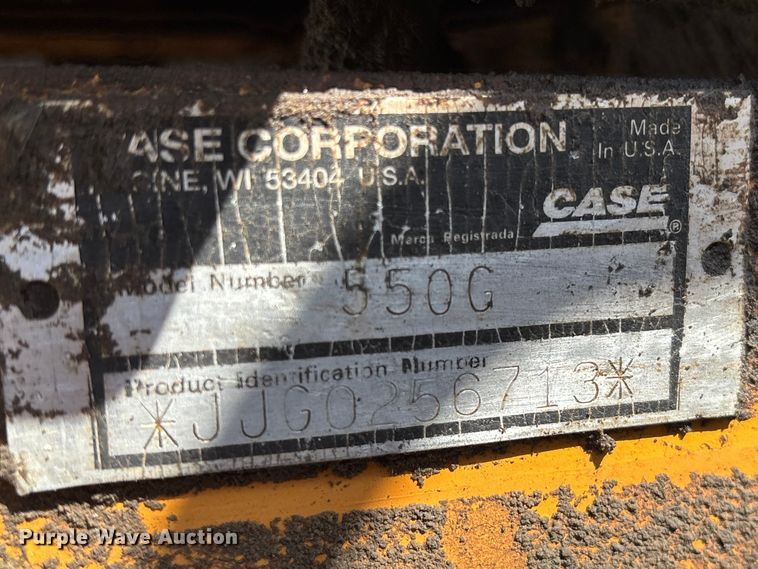 ASE CORPORATION
CINE, WI 53404 U.S.A.
Made
In U.S.A.
CASE
®
Marca Registrada
Model Number
550G
Product Identification Number
*JJG0256713*
Purple Wave Auction